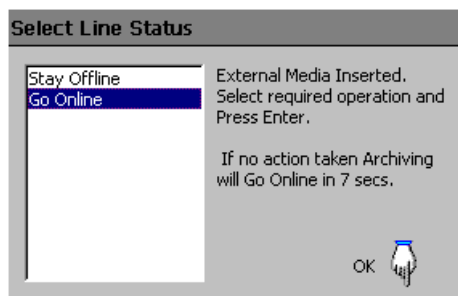 Select Line Status
Stay Offline
Go Online
External Media Inserted.
Select required operation and
Press Enter.
If no action taken Archiving
will Go Online in 7 secs.
OK